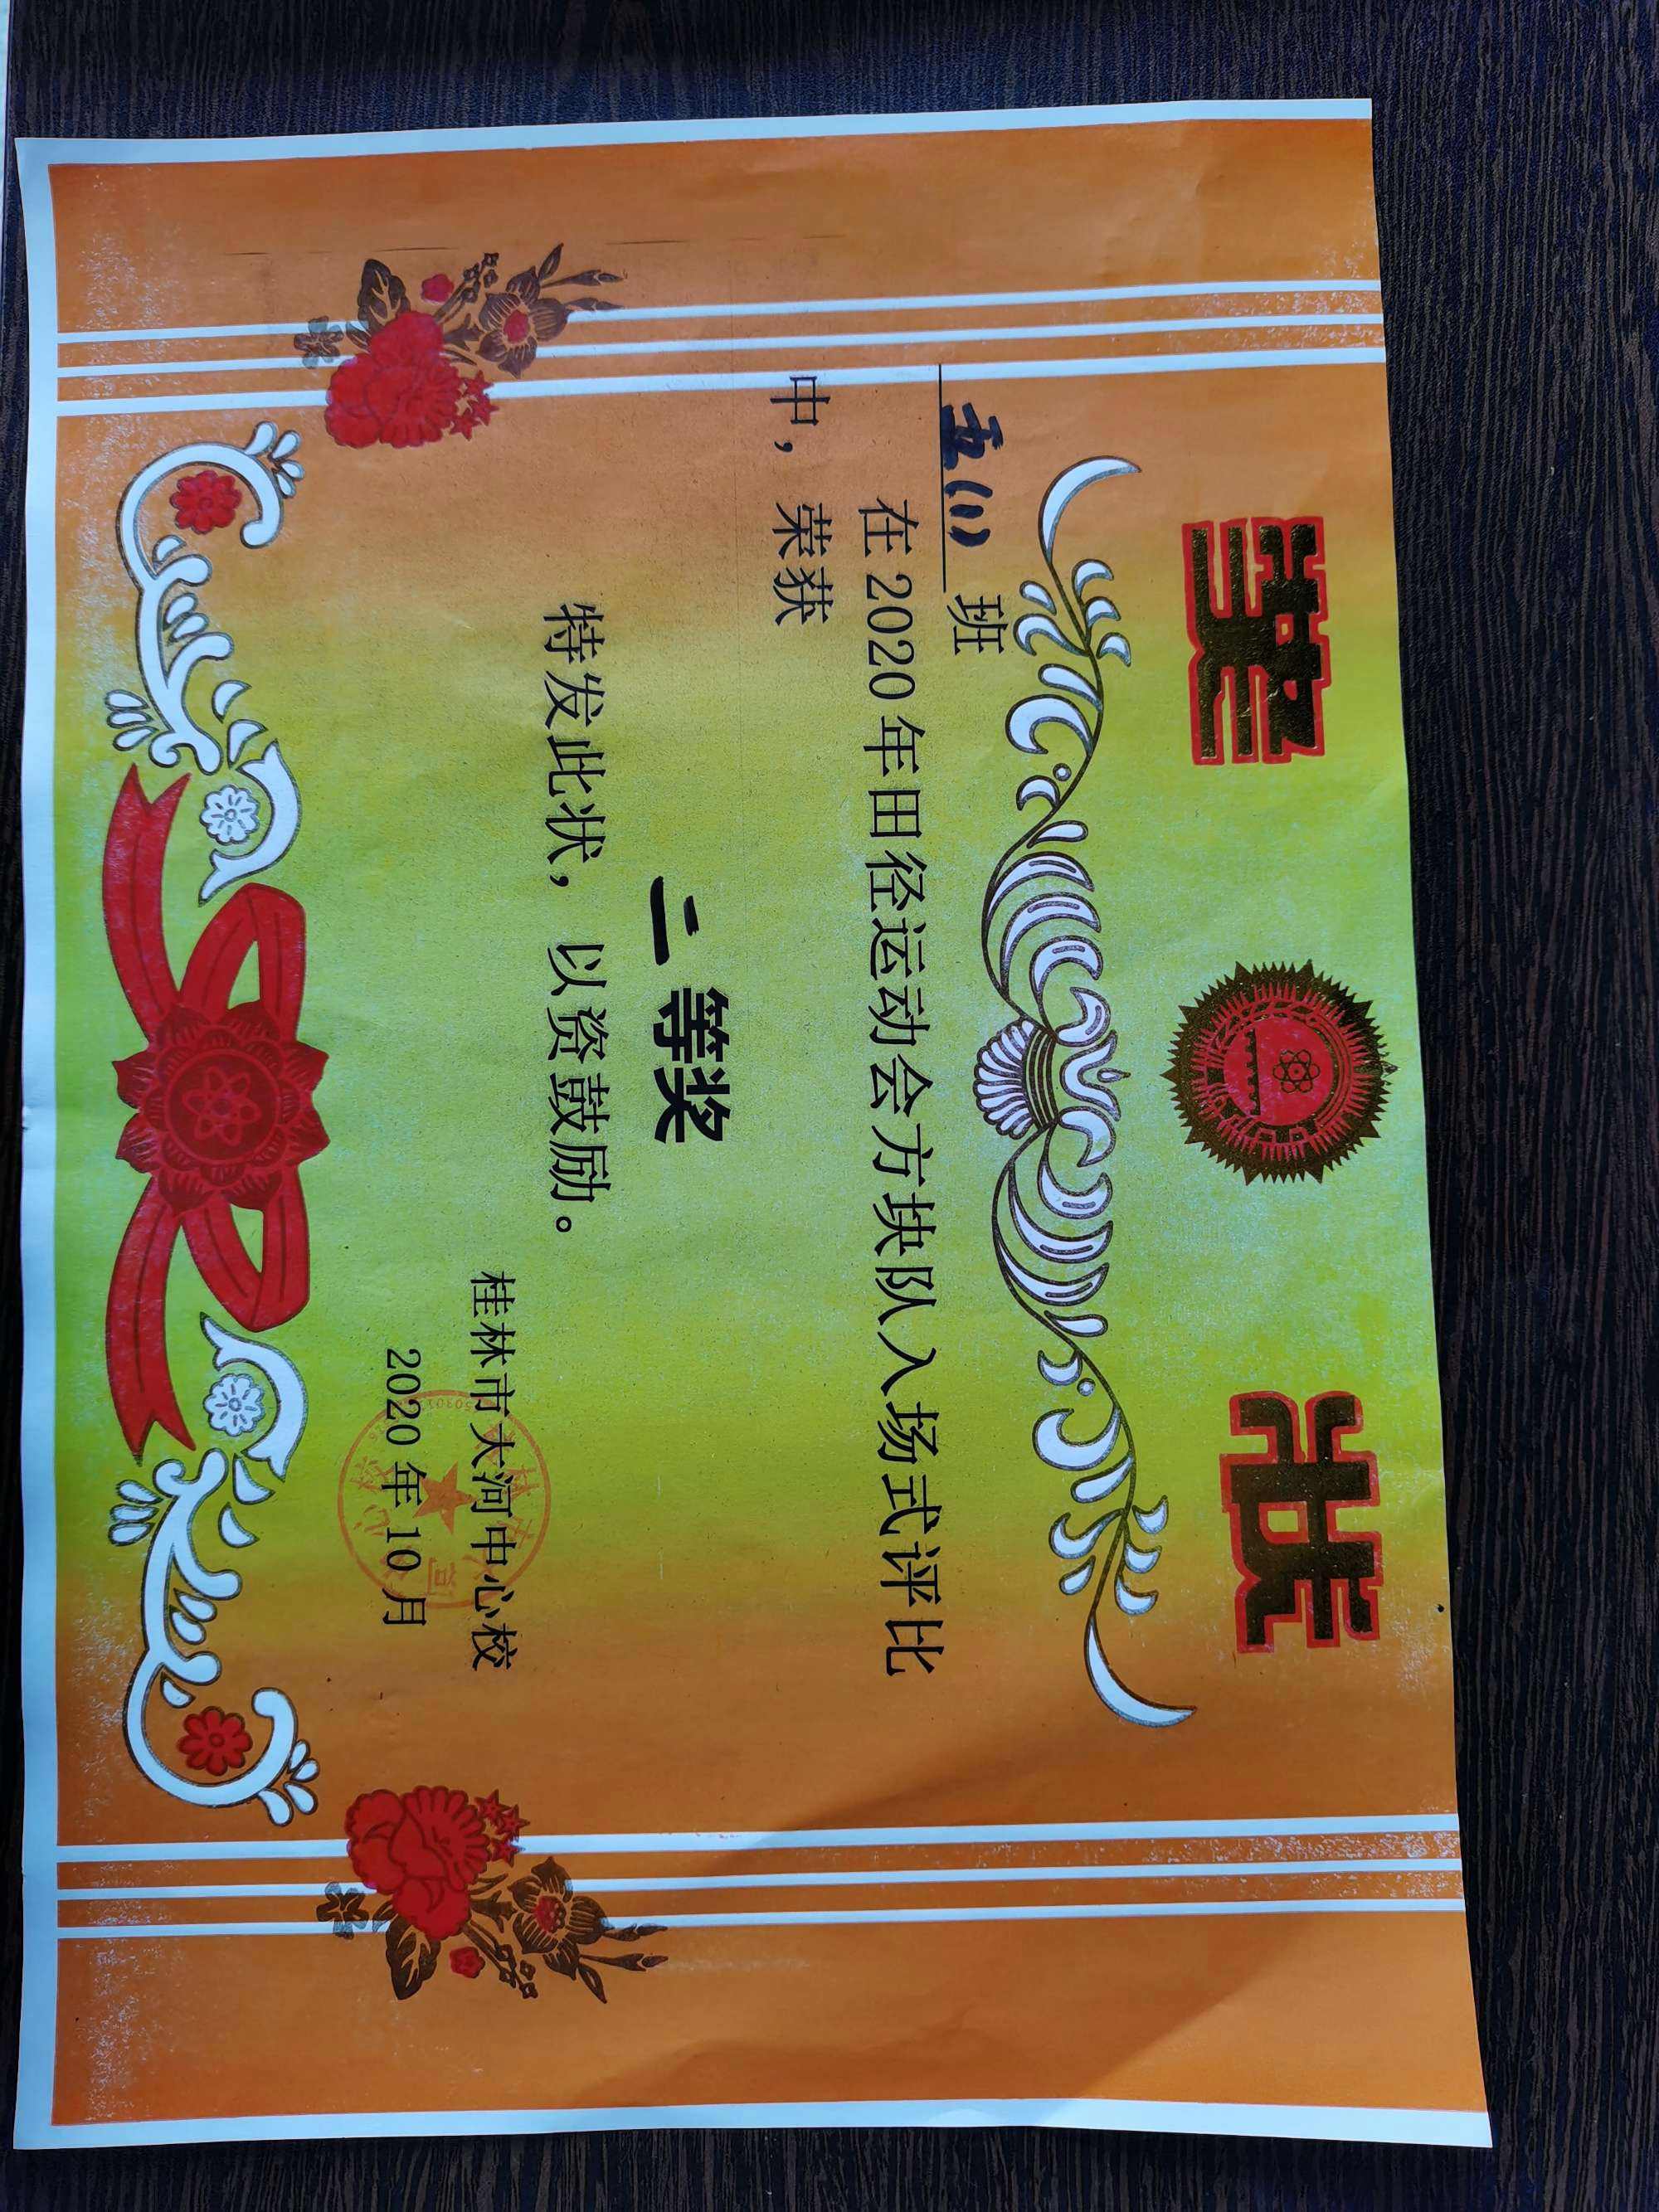 奖 状
五(1)班
在2020年田径运动会方块队入场式评比
中，荣获
二等奖
特发此状，以资鼓励。
桂林市大河中心校
2020年10月